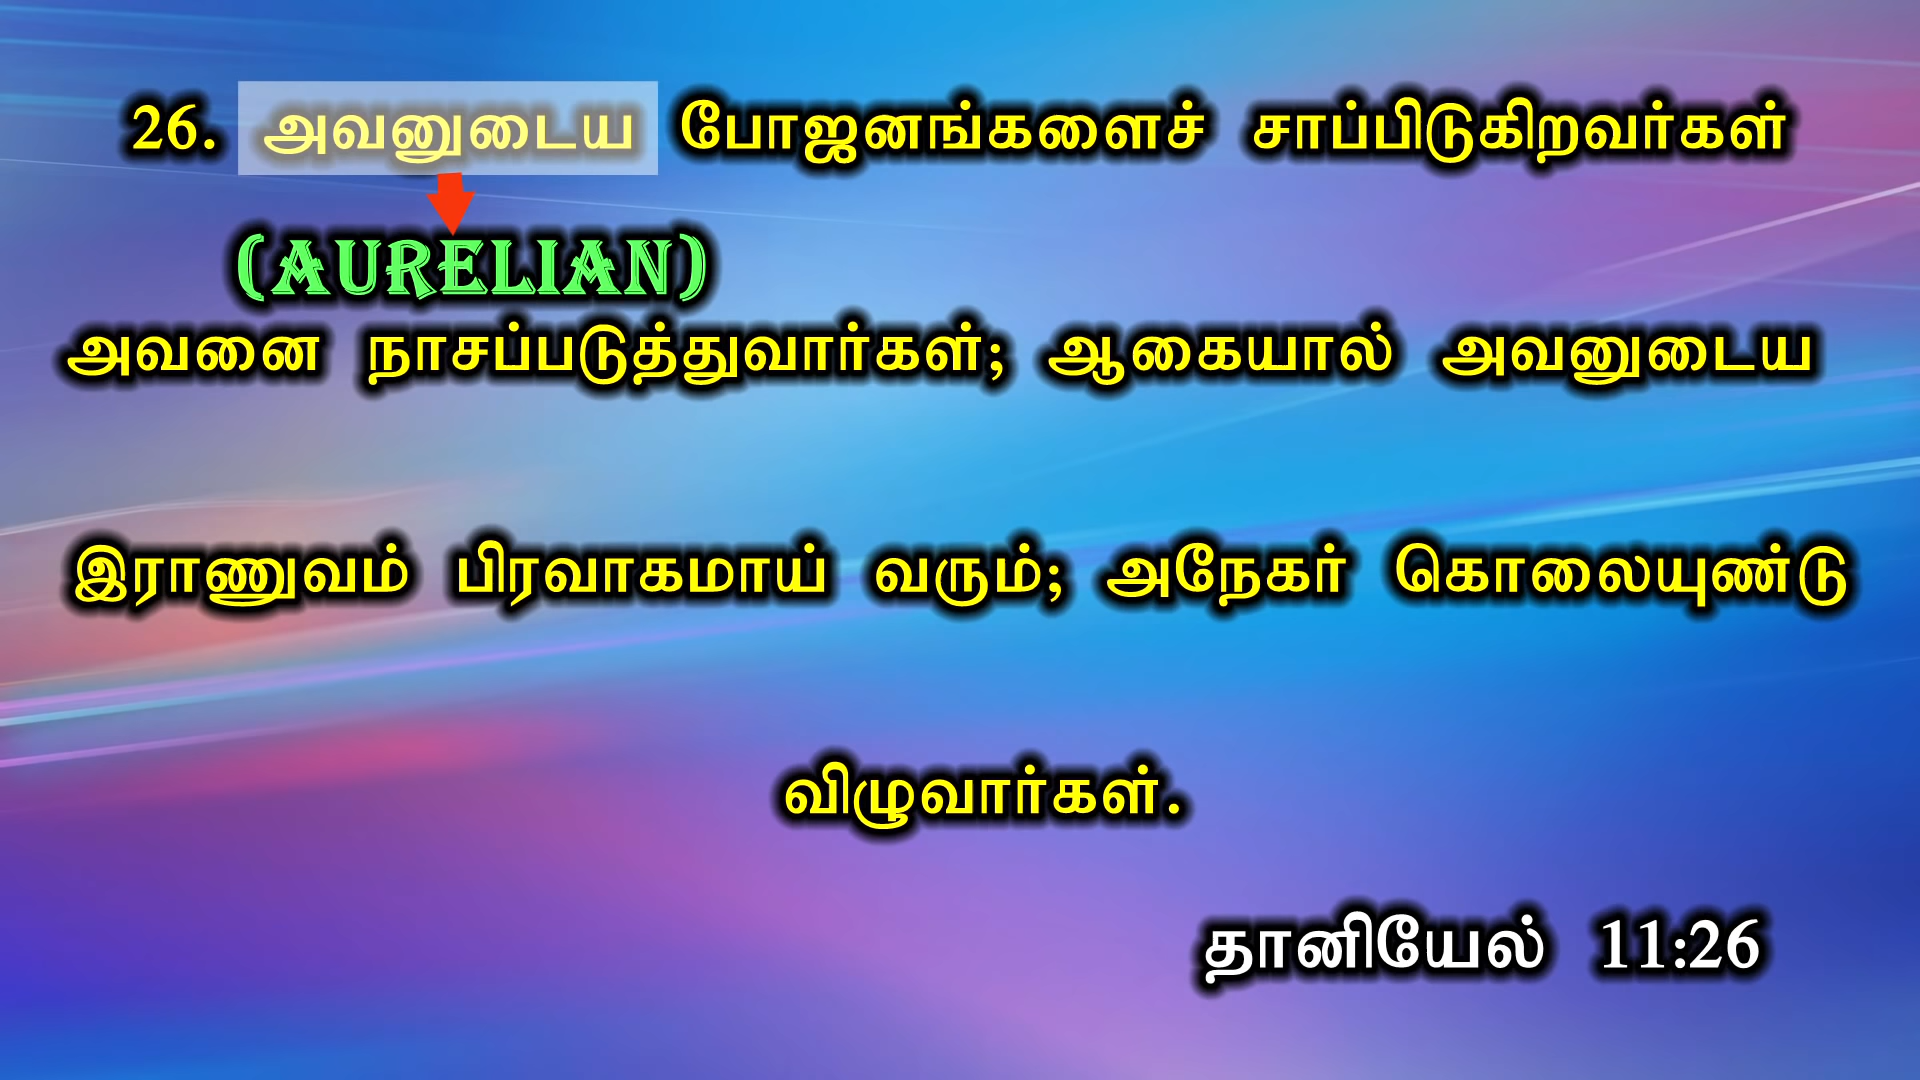 26. அவனுடைய போஜனங்களைச் சாப்பிடுகிறவர்கள்
(AURELIAN)
அவனை நாசப்படுத்துவார்கள்; ஆகையால் அவனுடைய
இராணுவம் பிரவாகமாய் வரும்; அநேகர் கொலையுண்டு
விழுவார்கள்.
தானியேல் 11:26